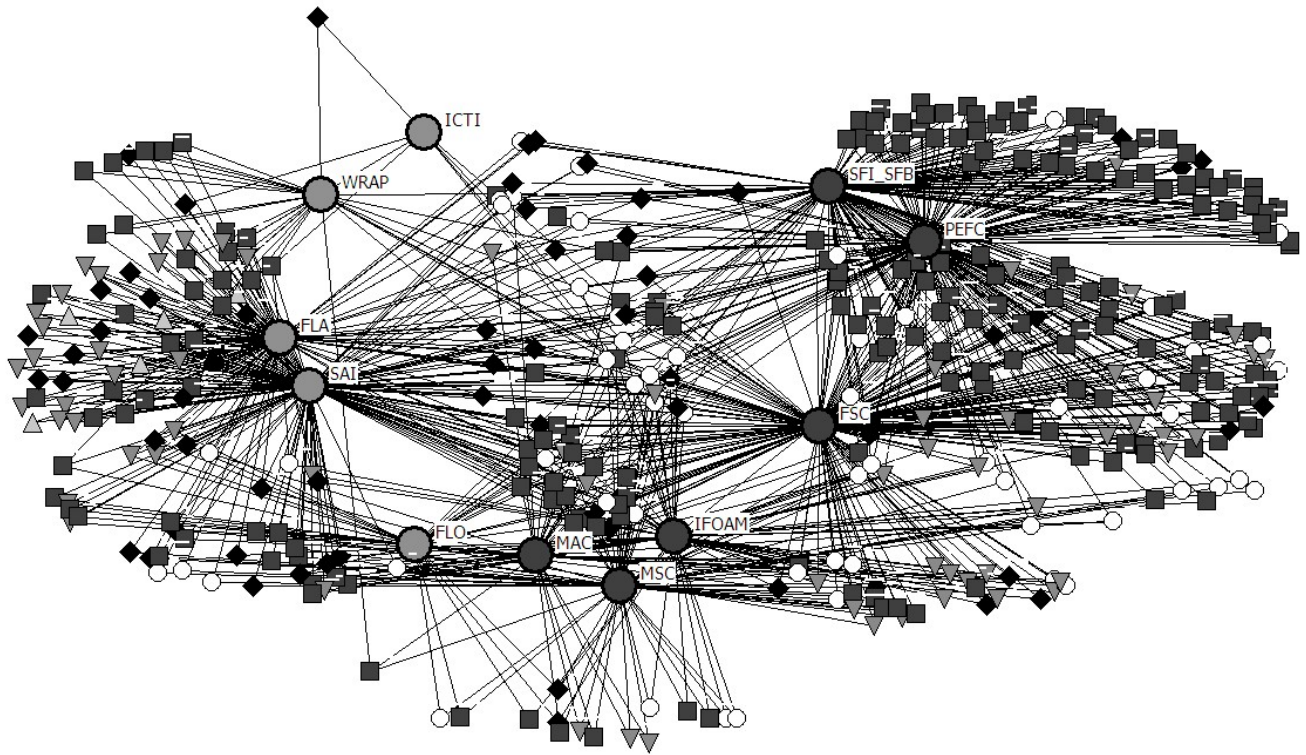 ICTI
WRAP
SFI_SFB
PEFC
FLA
SAI
FSC
IFOAM
FLO
MAC
MSC